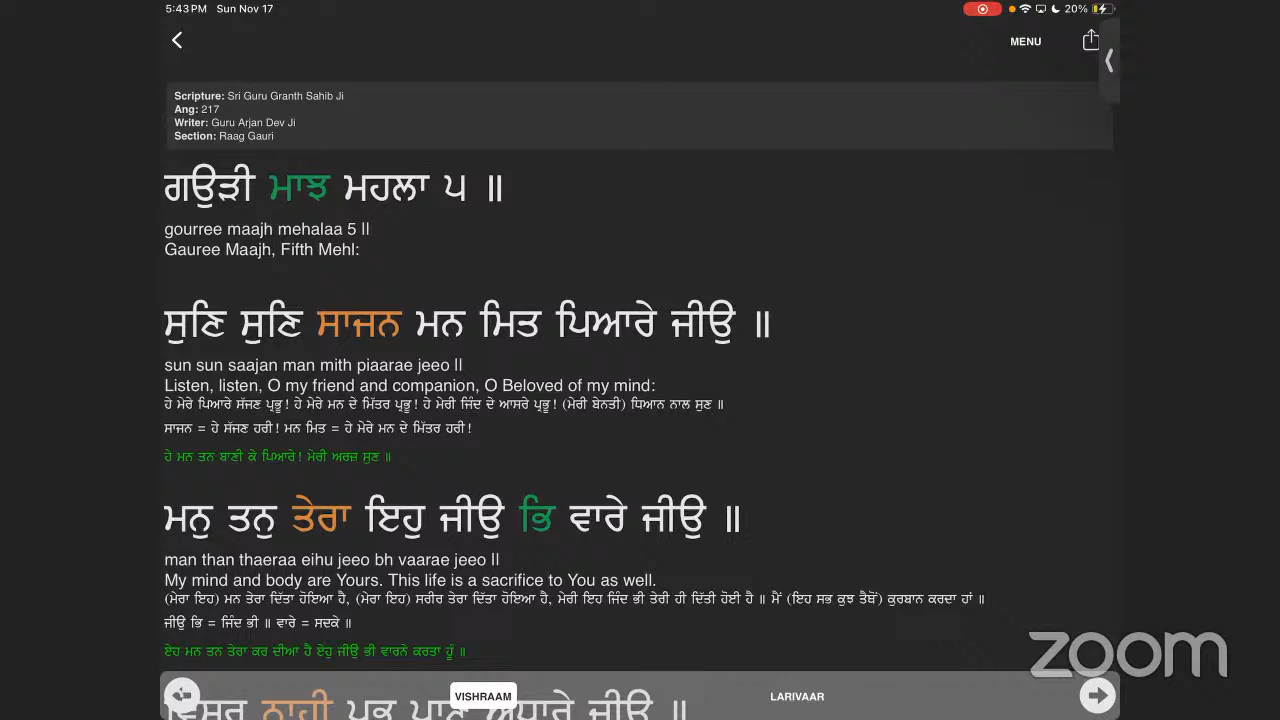 5:43PM Sun Nov 17
20%
MENU
Scripture: Sri Guru Granth Sahib Ji
Ang: 217
Writer: Guru Arjan Dev Ji
Section: Raag Gauri
ਗਉੜੀ ਮਾਝ ਮਹਲਾ ੫ ॥
gourree maajh mehalaa 5 ||
Gauree Maajh, Fifth Mehl:
ਸੁਣਿ ਸੁਣਿ ਸਾਜਨ ਮਨ ਮਿਤ ਪਿਆਰੇ ਜੀਉ ॥
sun sun saajan man mith piaarae jeeo ||
Listen, listen, O my friend and companion, O Beloved of my mind:
ਹੇ ਮੇਰੇ ਪਿਆਰੇ ਸੱਜਣ ਪ੍ਰਭੂ! ਹੇ ਮੇਰੇ ਮਨ ਦੇ ਮਿੱਤਰ ਪ੍ਰਭੂ! ਹੇ ਮੇਰੀ ਜਿੰਦ ਦੇ ਆਸਰੇ ਪ੍ਰਭੂ! (ਮੇਰੀ ਬੇਨਤੀ) ਧਿਆਨ ਨਾਲ ਸੁਣ ॥
ਸਾਜਨ = ਹੇ ਸੱਜਣ ਹਰੀ! ਮਨ ਮਿਤ = ਹੇ ਮੇਰੇ ਮਨ ਦੇ ਮਿੱਤਰ ਹਰੀ!
ਹੇ ਮਨ ਤਨ ਬਾਣੀ ਕੇ ਪਿਆਰੇ! ਮੇਰੀ ਅਰਜ਼ ਸੁਣ ॥
ਮਨੁ ਤਨੁ ਤੇਰਾ ਇਹੁ ਜੀਉ ਭਿ ਵਾਰੇ ਜੀਉ ॥
man than thaeraa eihu jeeo bh vaarae jeeo ||
My mind and body are Yours. This life is a sacrifice to You as well.
(ਮੇਰਾ ਇਹ) ਮਨ ਤੇਰਾ ਦਿੱਤਾ ਹੋਇਆ ਹੈ, (ਮੇਰਾ ਇਹ) ਸਰੀਰ ਤੇਰਾ ਦਿੱਤਾ ਹੋਇਆ ਹੈ, ਮੇਰੀ ਇਹ ਜਿੰਦ ਭੀ ਤੇਰੀ ਹੀ ਦਿੱਤੀ ਹੋਈ ਹੈ ॥ ਮੈਂ (ਇਹ ਸਭ ਕੁਝ ਤੈਥੋਂ) ਕੁਰਬਾਨ ਕਰਦਾ ਹਾਂ ॥
ਜੀਉ ਭਿ = ਜਿੰਦ ਭੀ ॥ ਵਾਰੇ = ਸਦਕੇ ॥
ਏਹ ਮਨ ਤਨ ਤੇਰਾ ਕਰ ਦੀਆ ਹੈ ਏਹੁ ਜੀਉ ਭੀ ਵਾਰਨੇ ਕਰਤਾ ਹੂੰ ॥
ਵਿਸਰੁ ਨਾਹੀ ਪ੍ਰਭ ਪ੍ਰਾਣ ਅਧਾਰੇ ਜੀਉ ॥
VISHRAAM
LARIVAAR
zoom